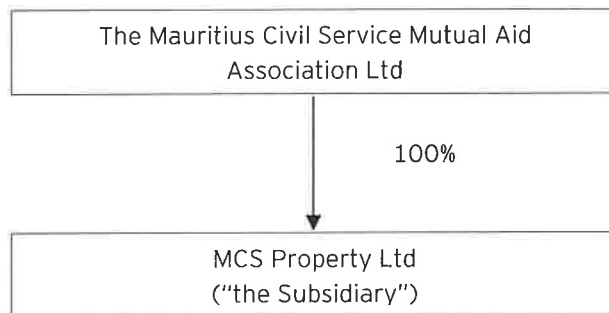 The Mauritius Civil Service Mutual Aid
Association Ltd
100%
MCS Property Ltd
("the Subsidiary")